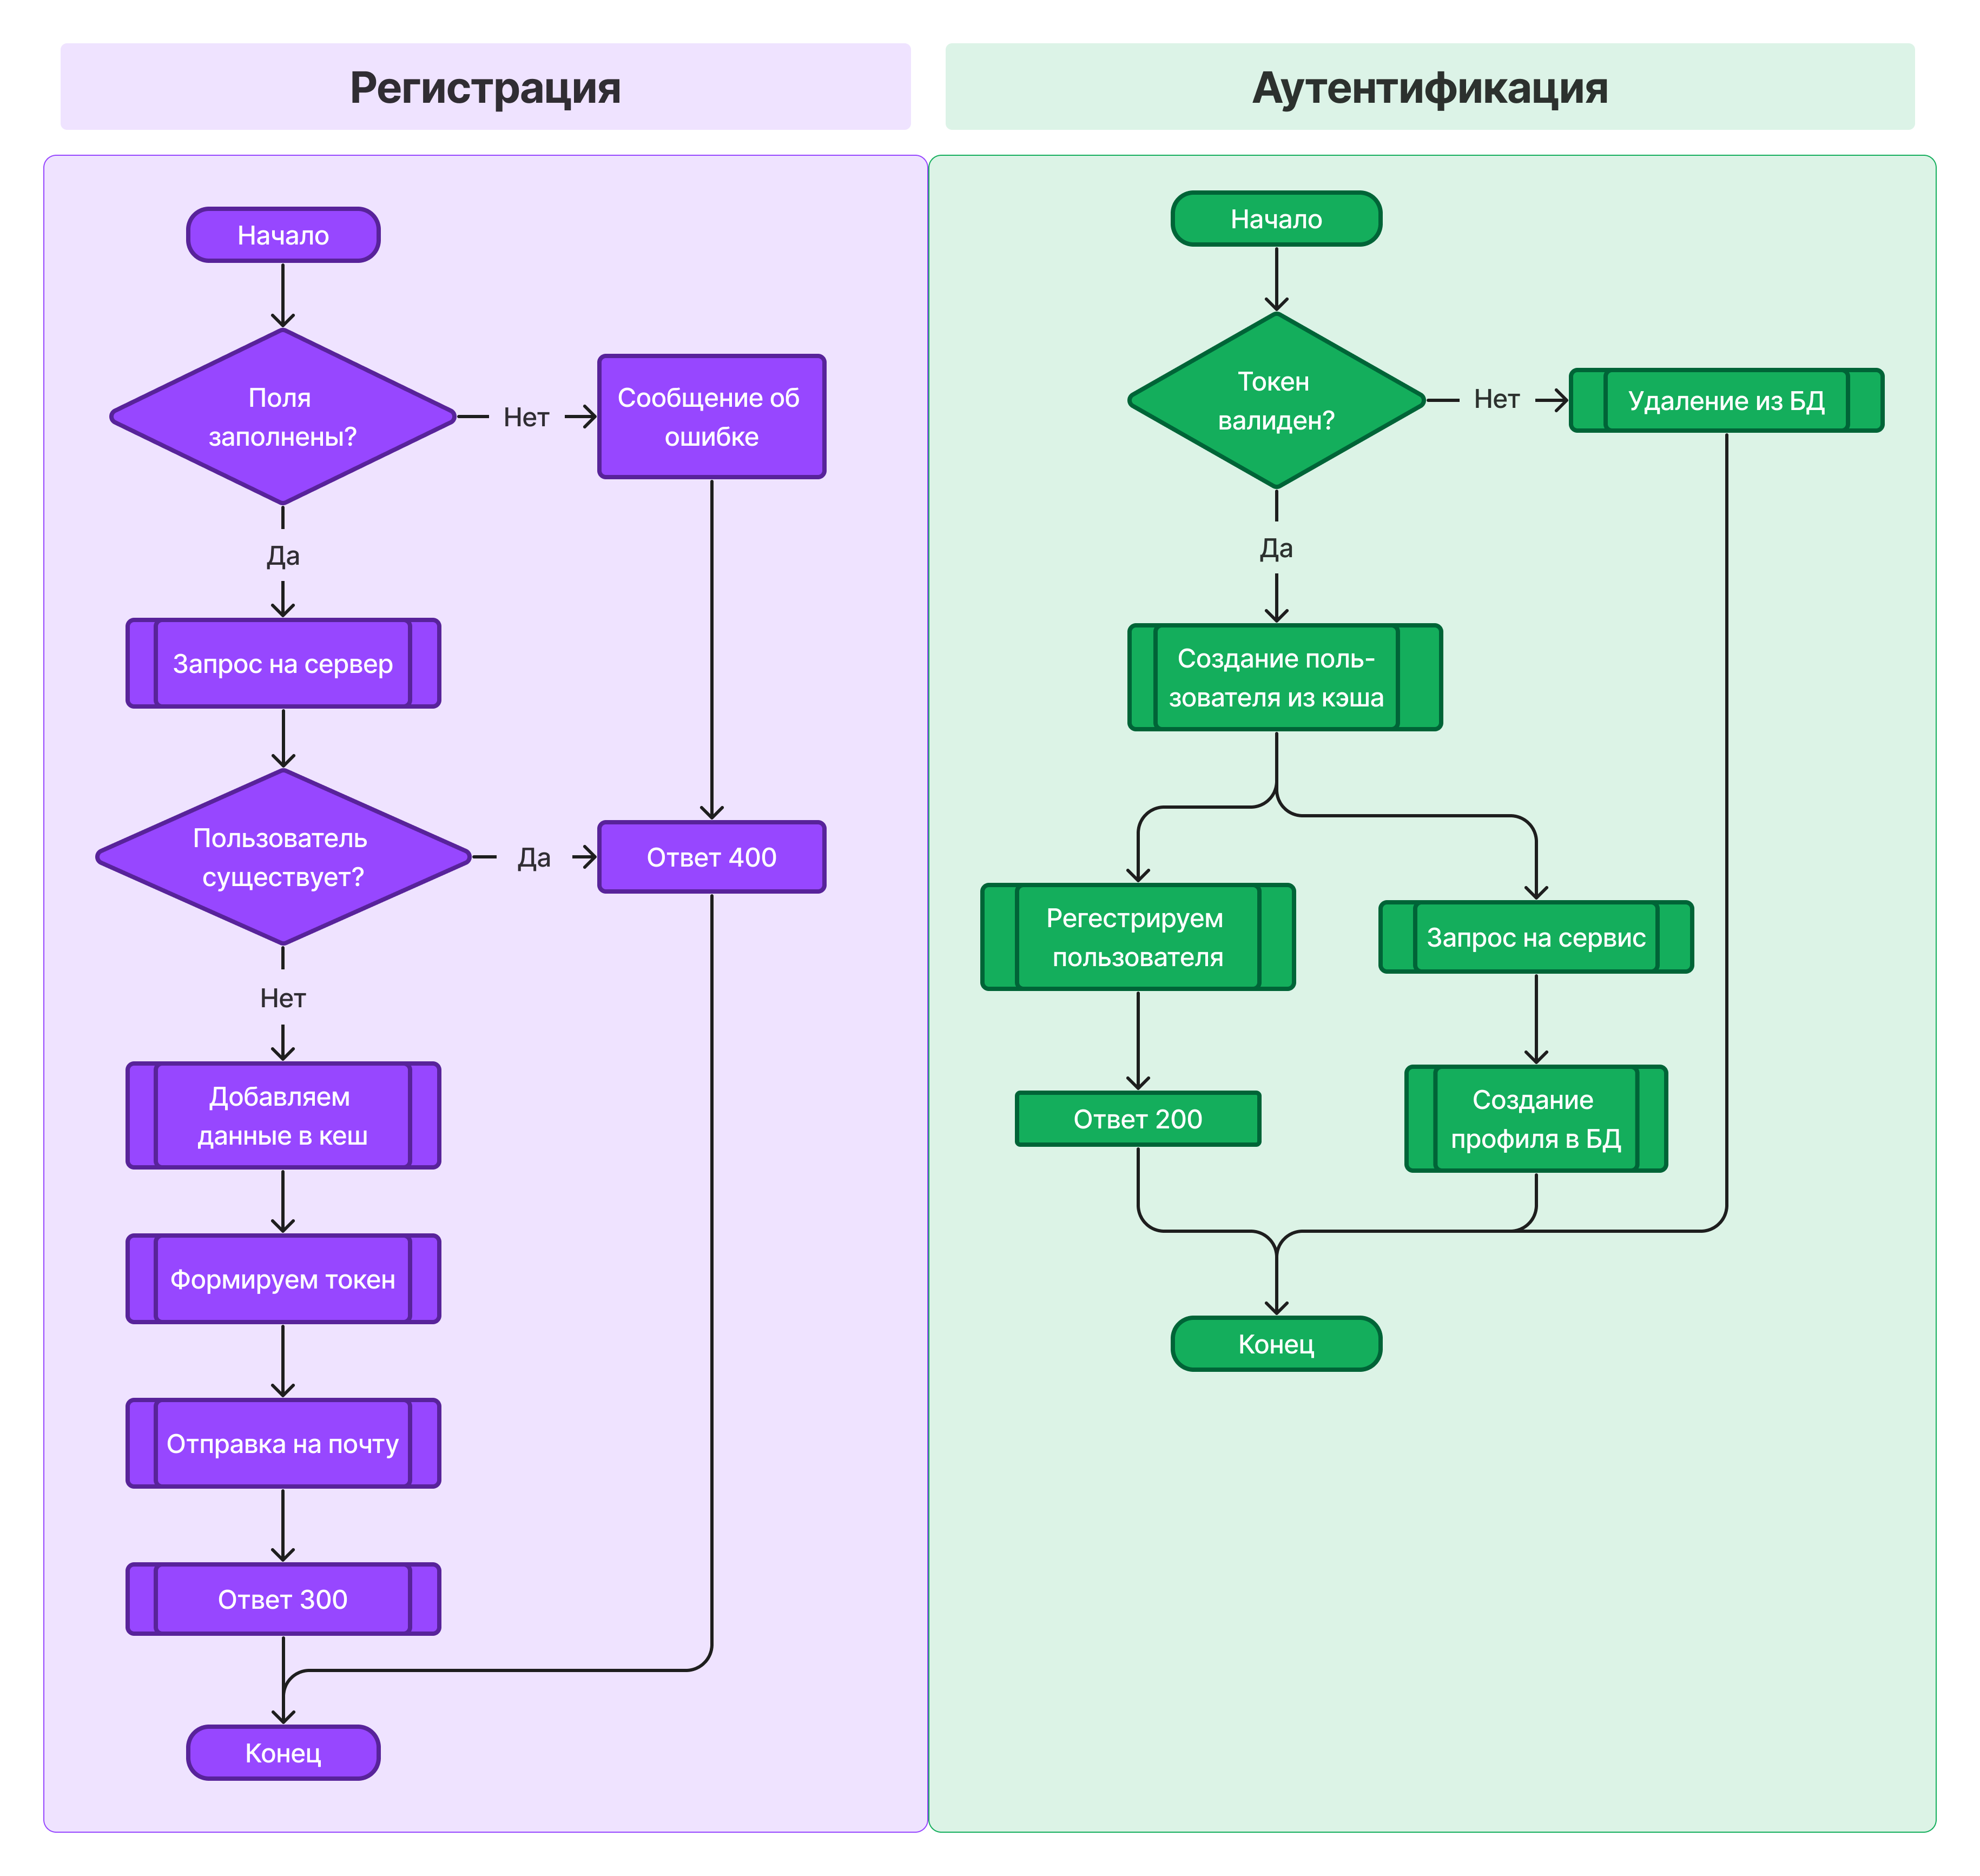 Регистрация
Начало
Поля
заполнены?
Нет
Сообщение об
ошибке
Да
Запрос на сервер
Пользователь
существует?
Да
Ответ 400
Нет
Добавляем
данные в кеш
Формируем токен
Отправка на почту
Ответ 300
Конец
Аутентификация
Начало
Токен
валиден?
Нет
Удаление из БД
Да
Создание поль-
зователя из кэша
Регестрируем
пользователя
Запрос на сервис
Ответ 200
Создание
профиля в БД
Конец